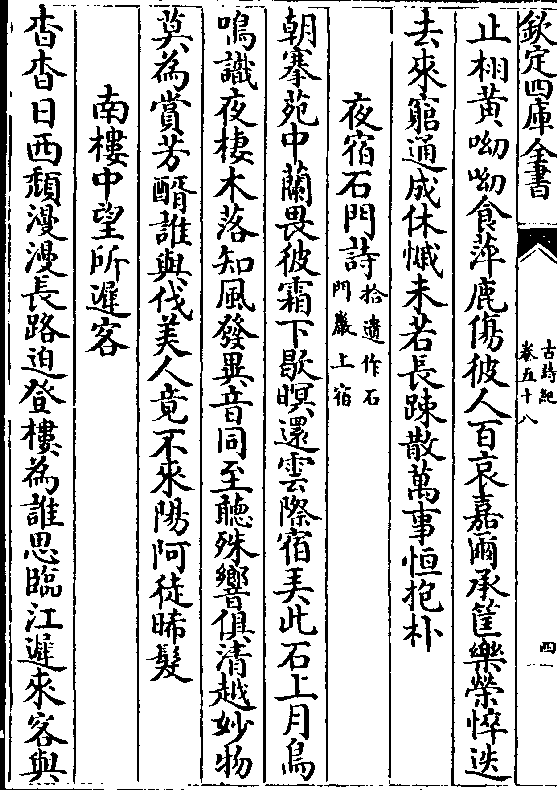 欽定四庫全書
古詩紀
卷五十八
四
止栩黄呦呦食萍鹿傷彼人百哀嘉爾承筐樂榮悴迭
去來窮通成休慽未若長踈散萬事恒抱朴
夜宿石門詩拾遺作石門巖上宿
朝搴苑中蘭畏彼霜下歇暝還雲際宿弄此石上月鳥
鳴識夜棲木落知風發異音同至聽殊響俱清越妙物
莫為賞芳醑誰與伐美人竟不來陽阿徒晞髮
南樓中望所遲客
杳杳日西頹漫漫長路迫登樓為誰思臨江遲來客與